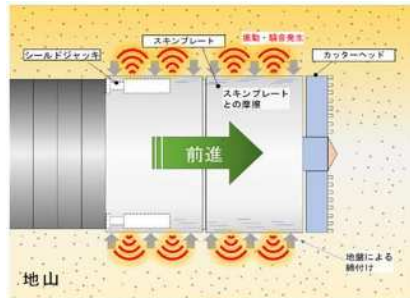 スキンプレート
振動・騒音発生
シールドジャッキ
カッターヘッド
スキンプレート
との摩擦
前進
地盤による
締付け
地山